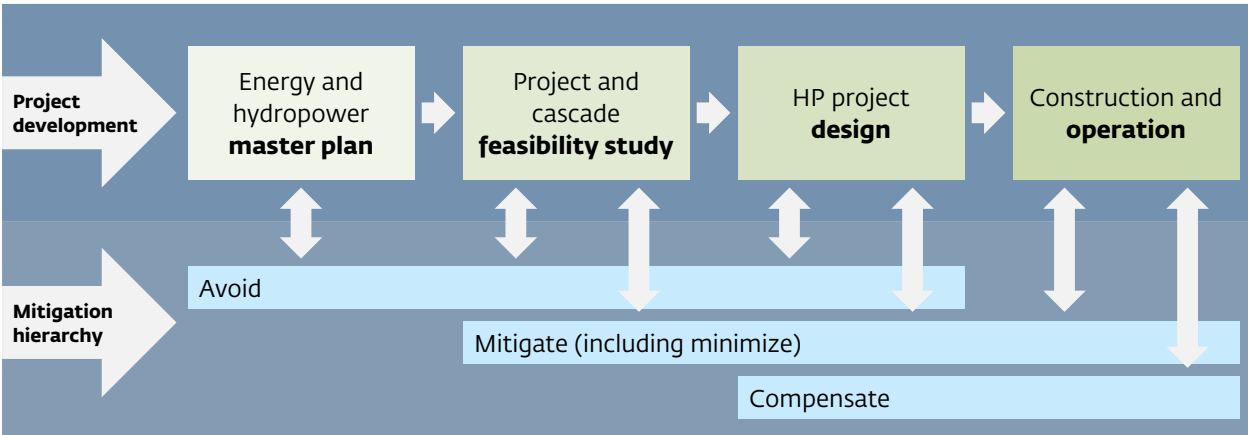 Project
development
Energy and
hydropower
master plan
Project and
cascade
feasibility study
HP project
design
Construction and
operation
Mitigation
hierarchy
Avoid
Mitigate (including minimize)
Compensate